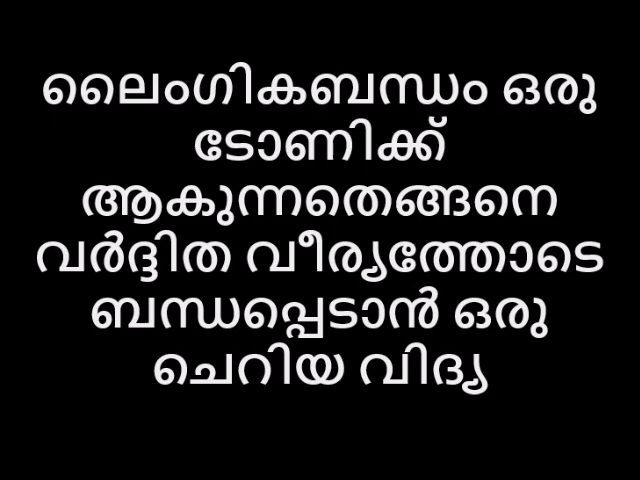 ലൈംഗികബന്ധം ഒരു
ടോണിക്ക്
ആകുന്നതെങ്ങനെ
വർദ്ദിത വീര്യത്തോടെ
ബന്ധപ്പെടാൻ ഒരു
ചെറിയ വിദ്യ